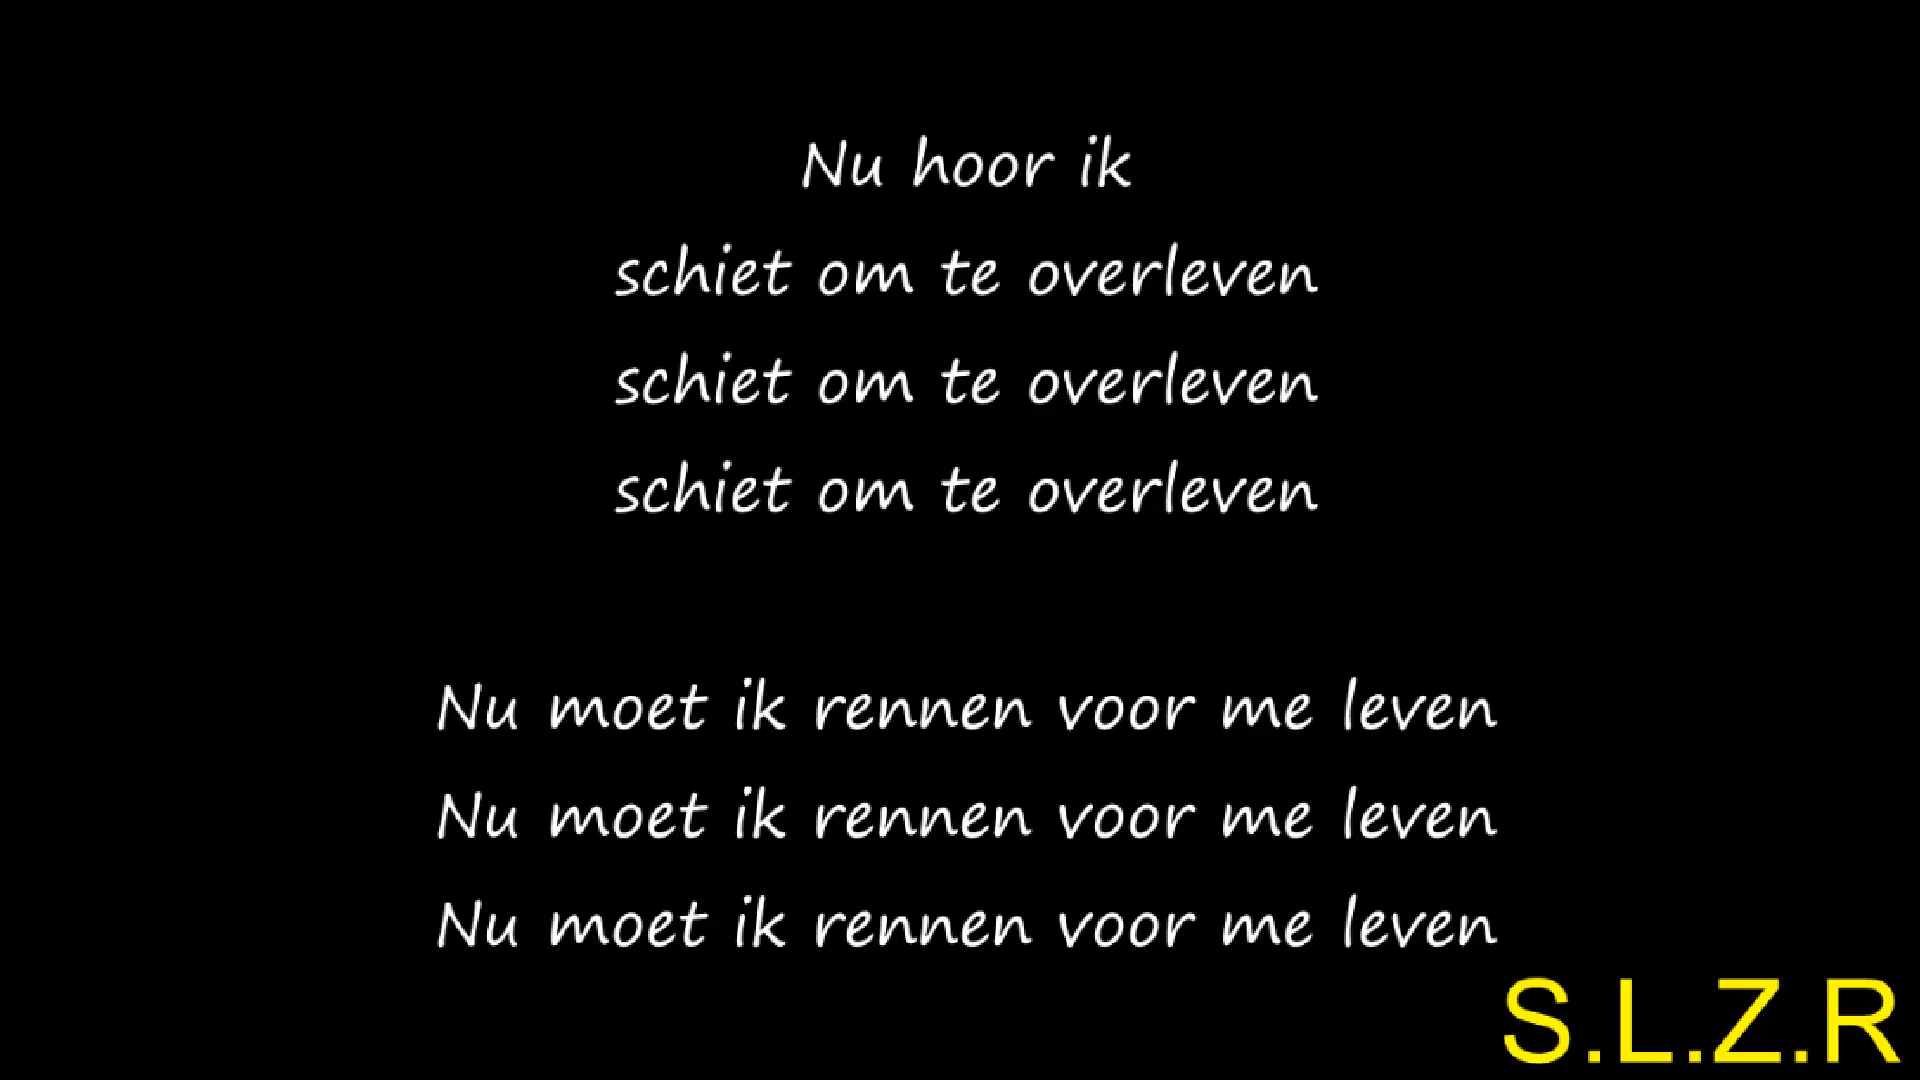 Nu hoor ik
schiet om te overleven
schiet om te overleven
schiet om te overleven
Nu moet ik rennen voor me leven
Nu moet ik rennen voor me leven
Nu moet ik rennen voor me leven
S.L.Z.R